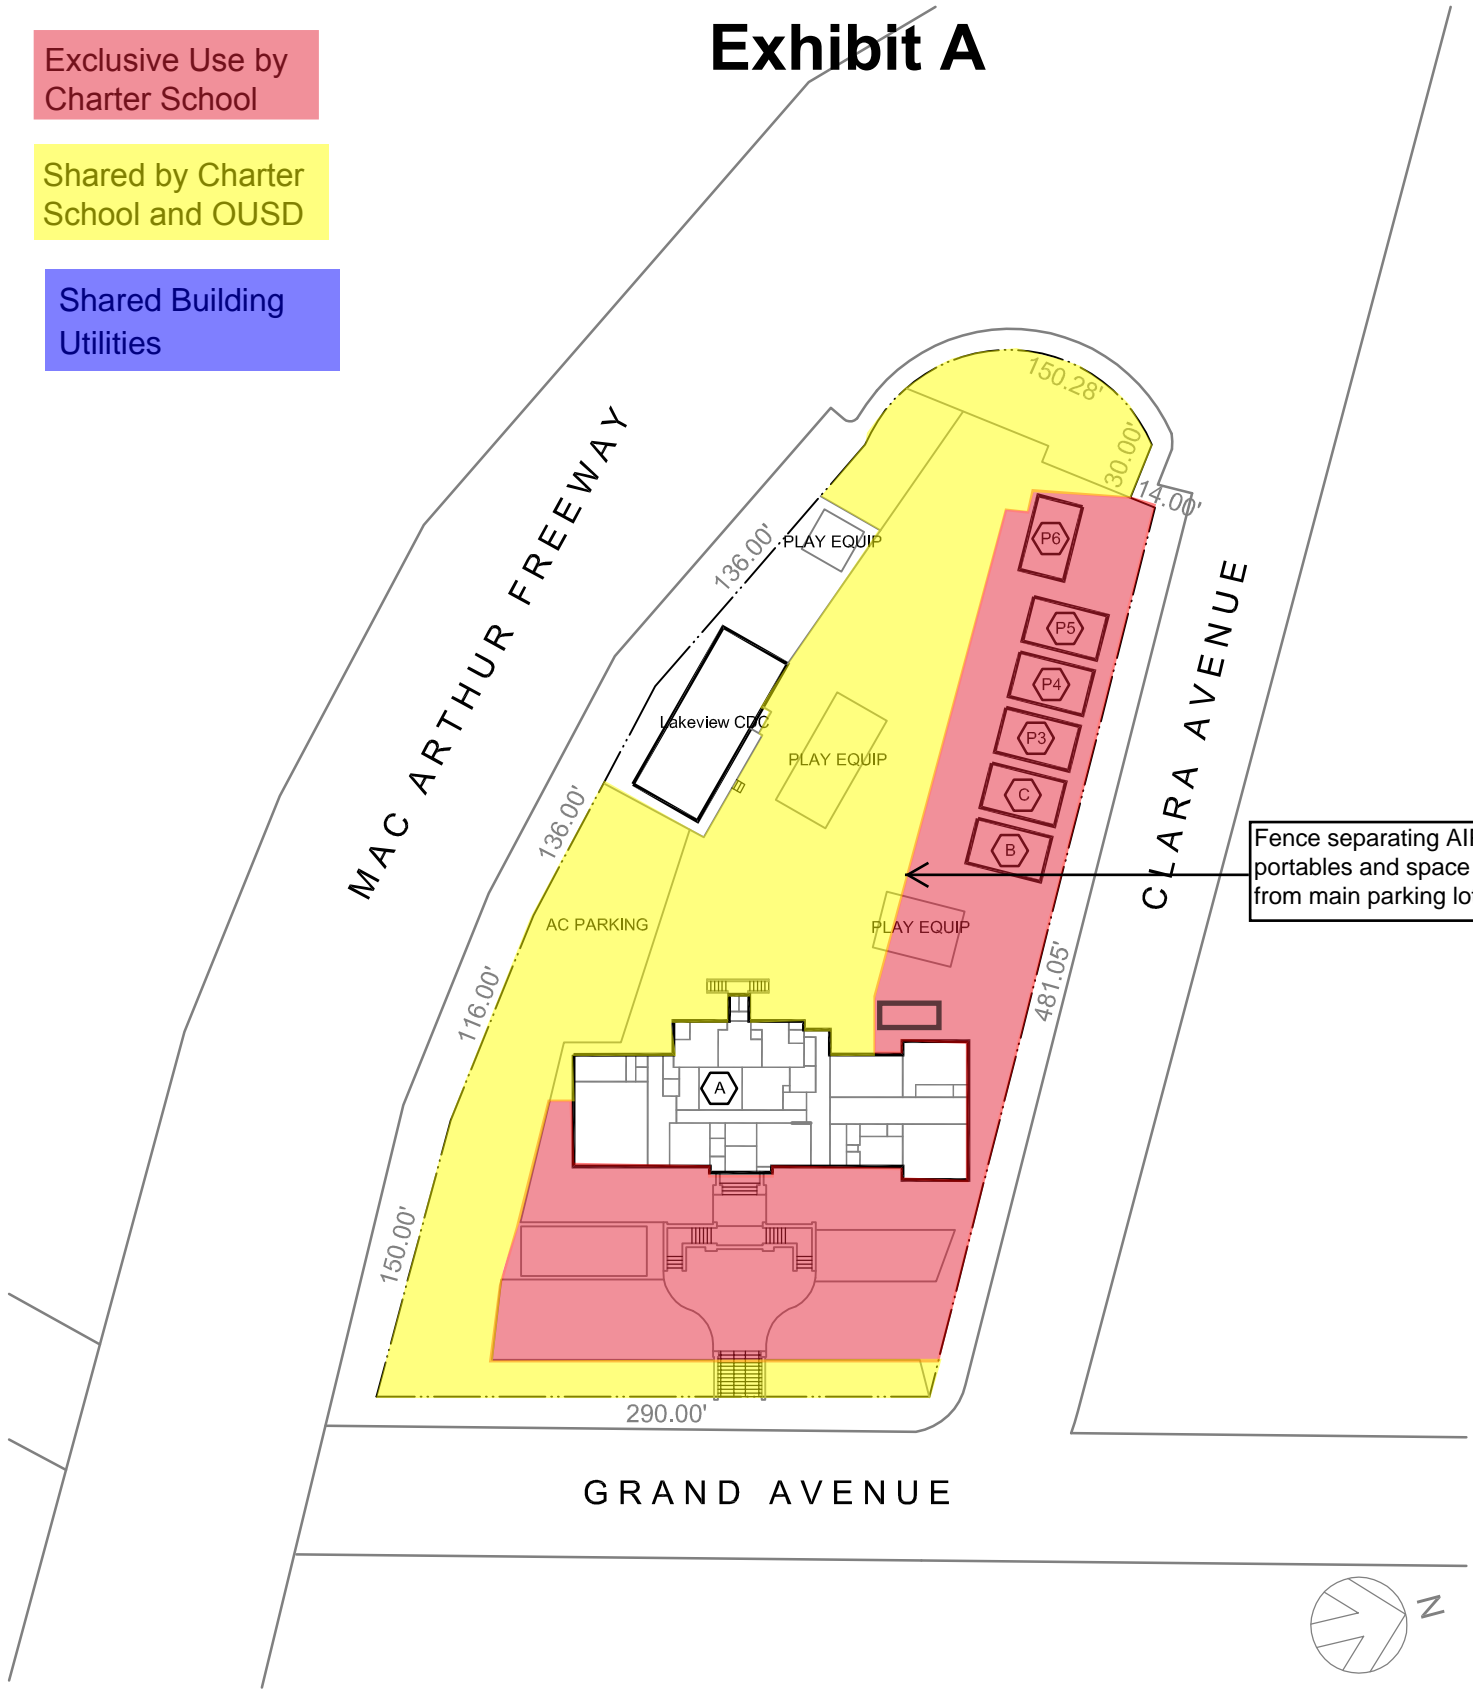 Exhibit A
Exclusive Use by
Charter School
Shared by Charter
School and OUSD
Shared Building
Utilities
150.28'
30.00'
14.00'
136.00'
PLAY EQUIP
P6
MAC ARTHUR FREEWAY
P5
P4
Lakeview CDC
P3
PLAY EQUIP
CLARA AVENUE
C
136.00'
B
Fence separating
portables and space
from main parking
AC PARKING
PLAY EQUIP
116.00'
481.05'
A
150.00'
290.00'
GRAND AVENUE
N